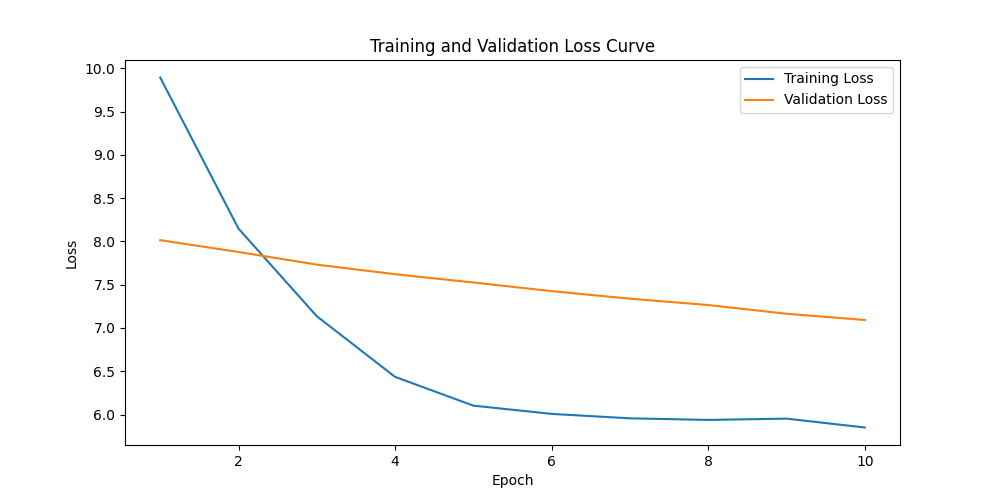 Training and Validation Loss Curve
Training Loss
Validation Loss
Loss
10.0
9.5
9.0
8.5
8.0
7.5
7.0
6.5
6.0
2 4 6 8 10
Epoch